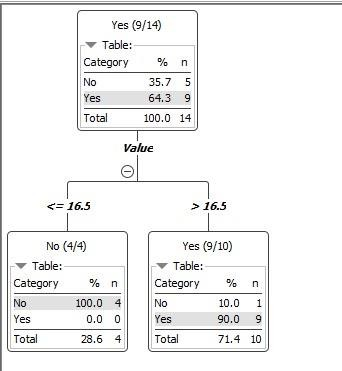 Yes (9/14)
Table:
Category % n
No 35.7 5
Yes 64.3 9
Total 100.0 14
Value
<= 16.5 > 16.5
No (4/4)
Table:
Category % n
No 100.0 4
Yes 0.0 0
Total 28.6 4
Yes (9/10)
Table:
Category % n
No 10.0 1
Yes 90.0 9
Total 71.4 10